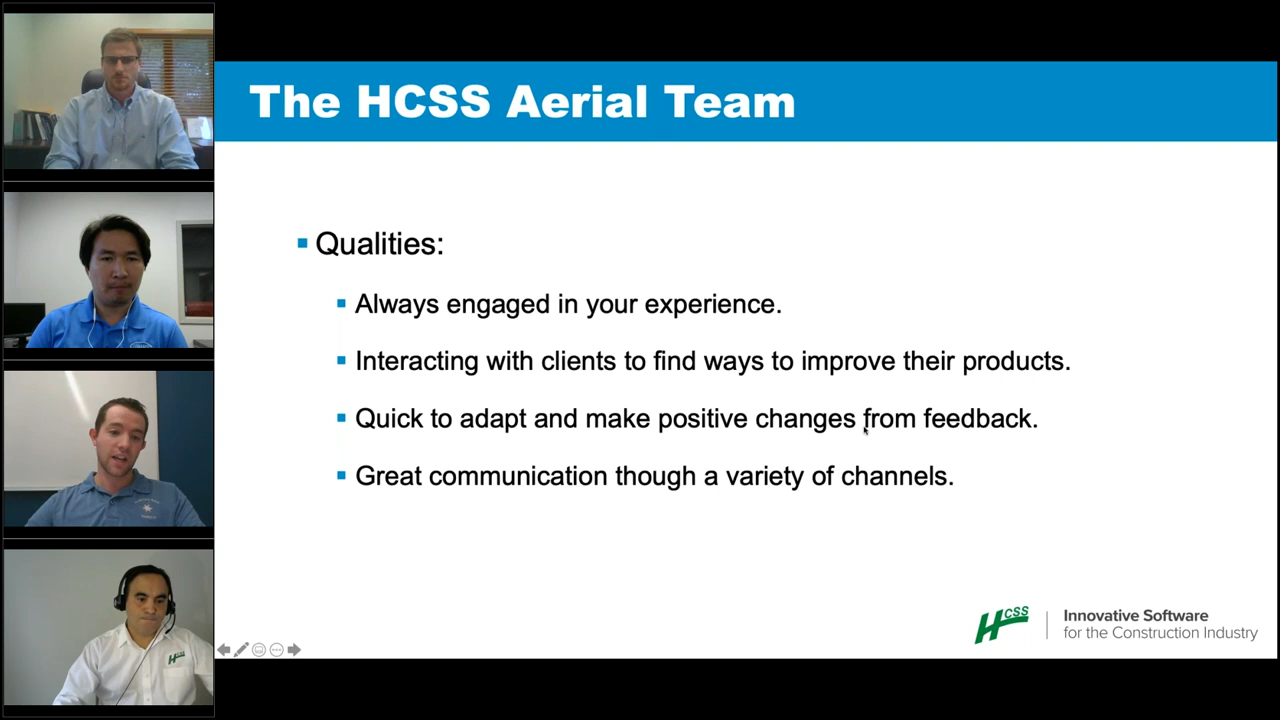 The HCSS Aerial Team
Qualities:
Always engaged in your experience.
Interacting with clients to find ways to improve their products.
Quick to adapt and make positive changes from feedback.
Great communication though a variety of channels.
HCSS
Innovative Software
for the Construction Industry
HCSS